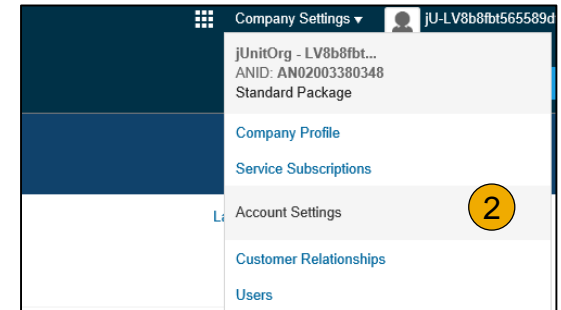 Company Settings ▾
jU-LV8b8fbt565589d
jUnitOrg - LV8b8fbt...
ANID: AN02003380348
Standard Package
Company Profile
Service Subscriptions
La
Account Settings
2
Customer Relationships
Users